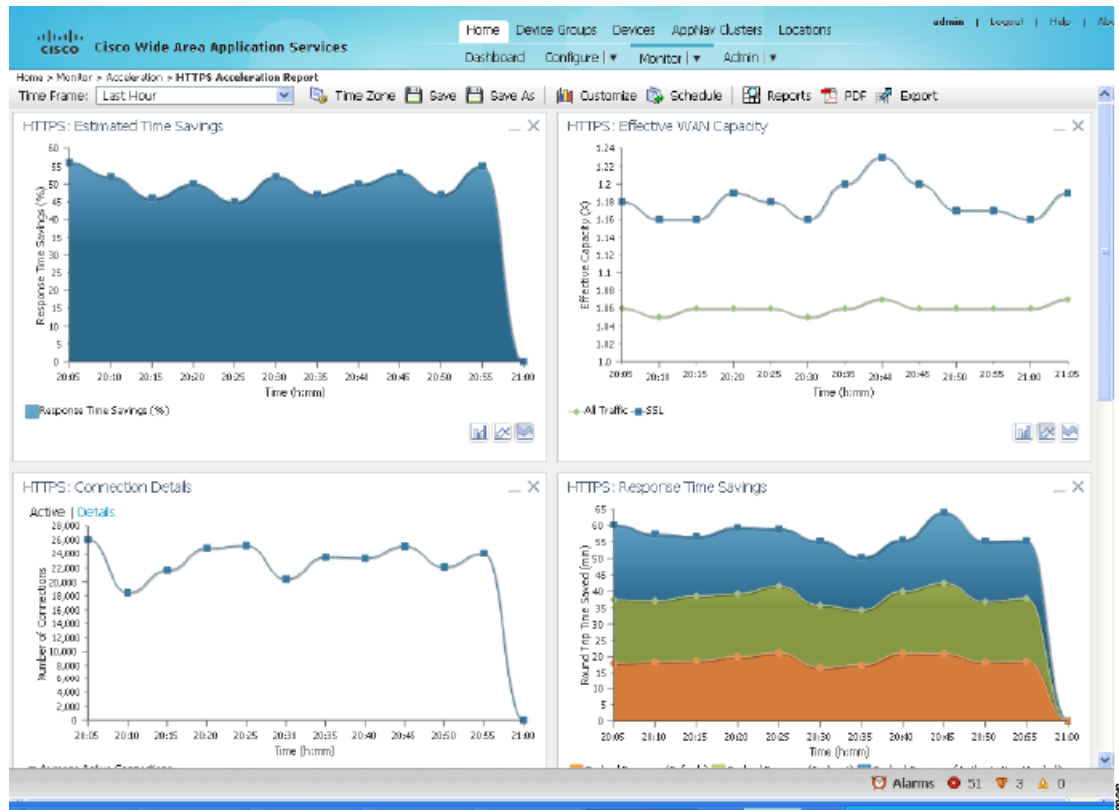 admin | Logout | Help |
Home Device Groups Devices AppNav Clusters Locations
CISCO Cisco Wide Area Application Services
Dashboard Configure | Monitor | Admin |
Home > Monitor > Acceleration > HTTPS Acceleration Report
Time Frame: Last Hour Time Zone Save Save As | Customize Schedule | Reports PDF Export
HTTPS: Estimated Time Savings
60
55
50
45
40
35
30
25
20
15
10
5
0
Response Time Savings (%)
20:05 20:10 20:15 20:20 20:25 20:30 20:35 20:40 20:45 20:50 20:55 21:00
Time (h:mm)
Response Time Savings (%)
HTTPS: Effective WAN Capacity
1.24
1.22
1.2
1.18
1.16
1.14
1.12
1.1
1.08
1.06
1.04
1.02
1.0
Effective Capacity (X)
20:05 20:10 20:15 20:20 20:25 20:30 20:35 20:40 20:45 20:50 20:55 21:00 21:05
Time (h:mm)
All Traffic SSL
HTTPS: Connection Details
Active | Details
28,000
26,000
24,000
22,000
20,000
18,000
16,000
14,000
12,000
10,000
8,000
6,000
4,000
2,000
0
Number of Connections
20:05 20:10 20:15 20:20 20:25 20:30 20:35 20:40 20:45 20:50 20:55 21:00
Time (h:mm)
HTTPS: Response Time Savings
65
60
55
50
45
40
35
30
25
20
15
10
5
0
Round Trip Time Saved (min)
20:05 20:10 20:15 20:20 20:25 20:30 20:35 20:40 20:45 20:50 20:55 21:00
Time (h:mm)
Alarms 51 3 0